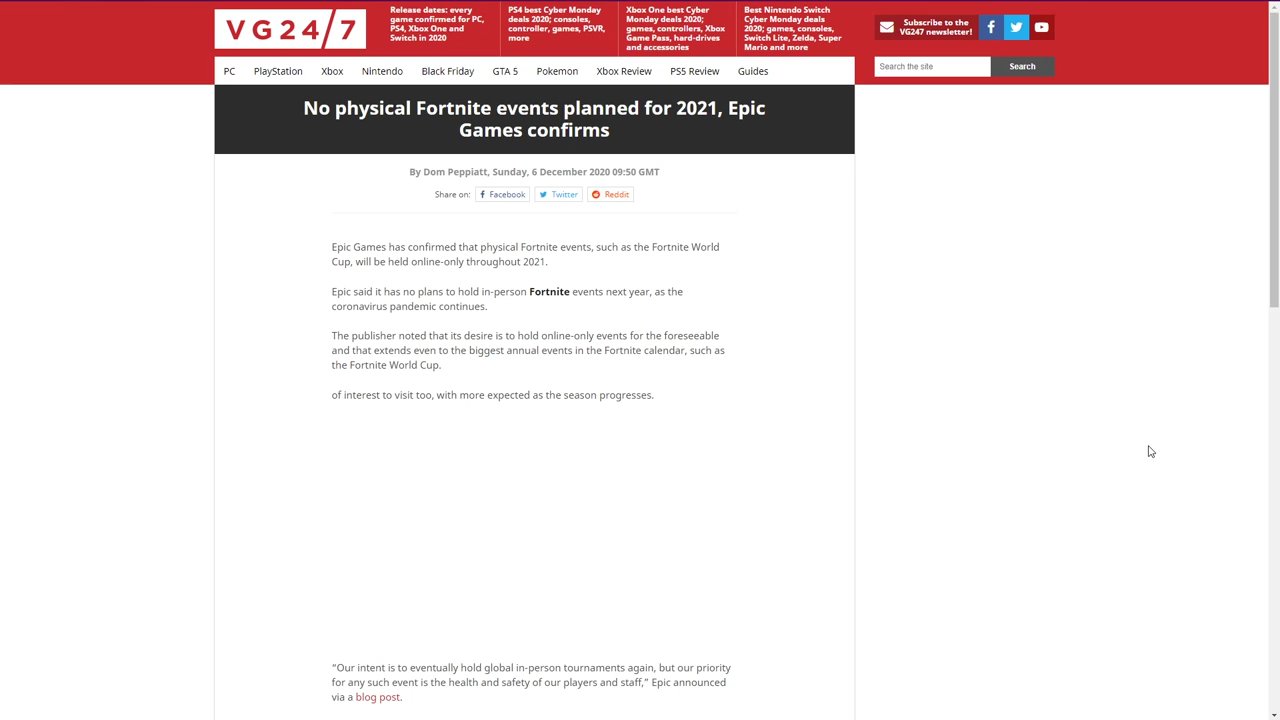 VG24/7
Release dates: every
game confirmed for PC,
PS4, Xbox One and
Switch in 2020
PS4 best Cyber Monday
deals 2020; consoles,
controller, games, PSVR,
more
Xbox One best Cyber
Monday deals 2020;
games, controllers, Xbox
Game Pass, hard-drives
and accessories
Best Nintendo Switch
Cyber Monday deals
2020; games, consoles,
Switch Lite, Zelda, Super
Mario and more
Subscribe to the
VG247 newsletter!
Search the site
Search
PC PlayStation Xbox Nintendo Black Friday GTA 5 Pokemon Xbox Review PS5 Review Guides
No physical Fortnite events planned for 2021, Epic
Games confirms
By Dom Peppiatt, Sunday, 6 December 2020 09:50 GMT
Share on: Facebook Twitter Reddit
Epic Games has confirmed that physical Fortnite events, such as the Fortnite World
Cup, will be held online-only throughout 2021.
Epic said it has no plans to hold in-person Fortnite events next year, as the
coronavirus pandemic continues.
The publisher noted that its desire is to hold online-only events for the foreseeable
and that extends even to the biggest annual events in the Fortnite calendar, such as
the Fortnite World Cup.
of interest to visit too, with more expected as the season progresses.
“Our intent is to eventually hold global in-person tournaments again, but our priority
for any such event is the health and safety of our players and staff,” Epic announced
via a blog post.